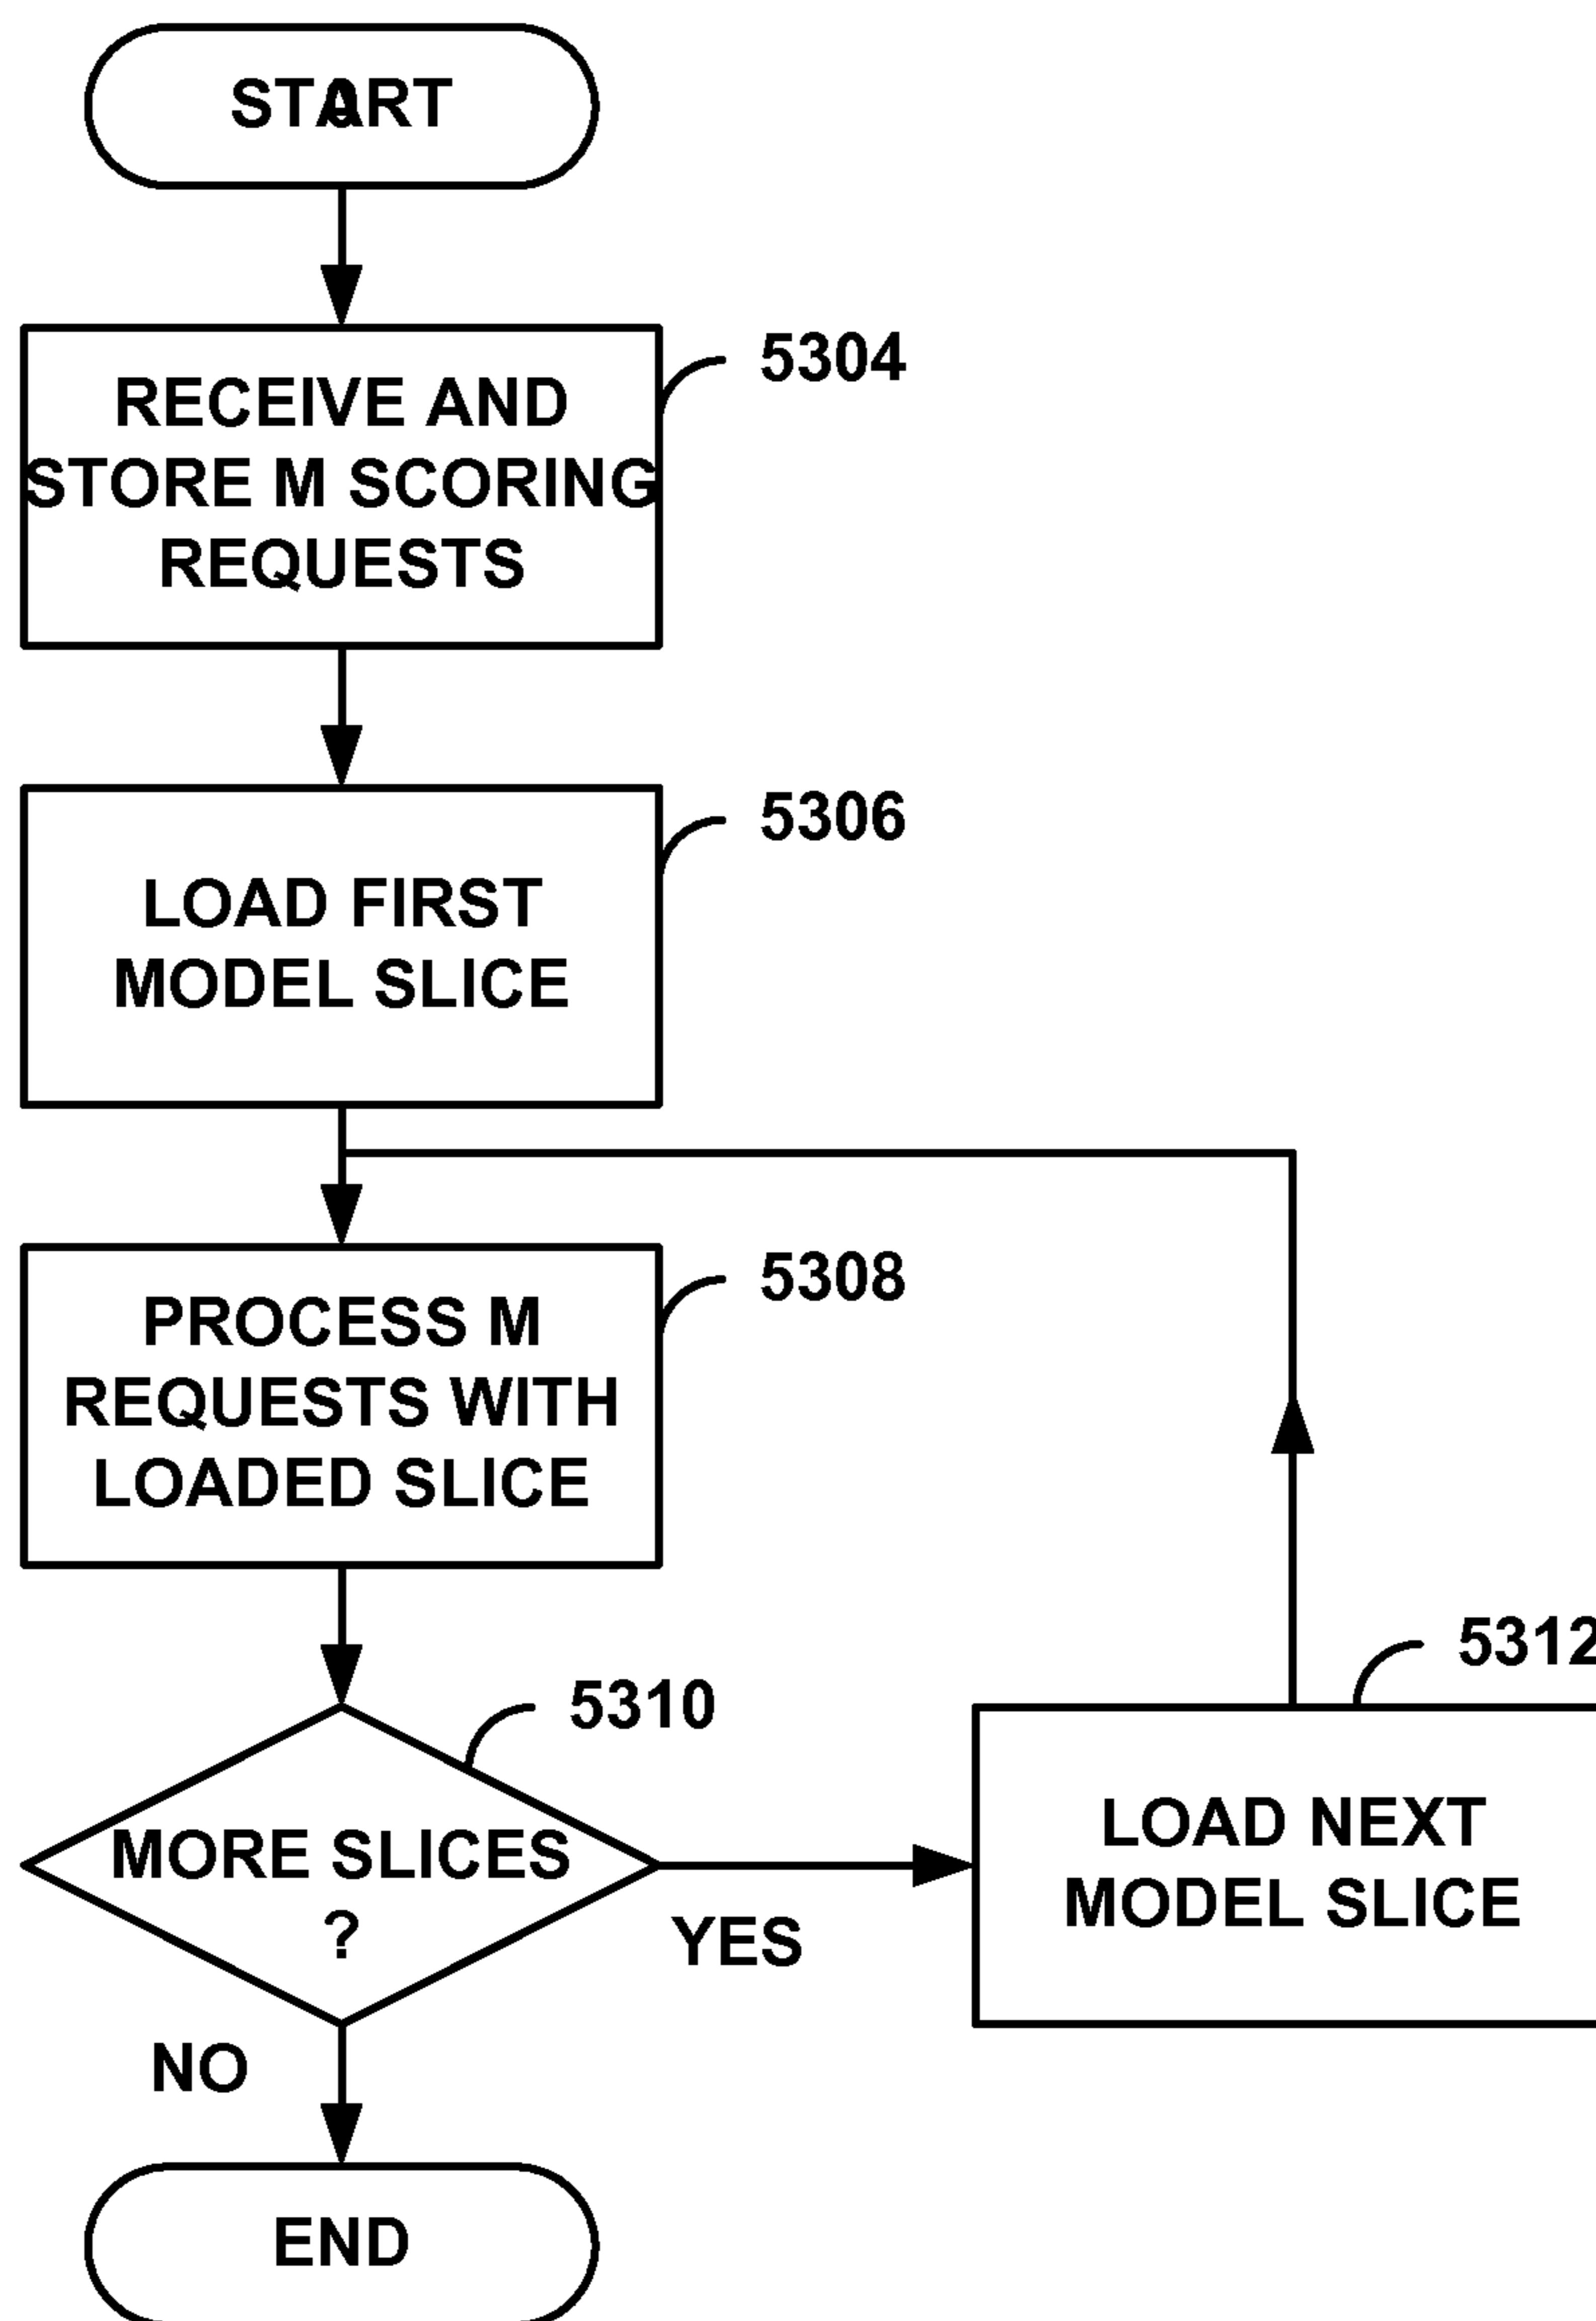 START
RECEIVE AND
STORE M SCORING
REQUESTS
5304
LOAD FIRST
MODEL SLICE
5306
PROCESS M
REQUESTS WITH
LOADED SLICE
5308
MORE SLICES
?
5310
YES
NO
LOAD NEXT
MODEL SLICE
5312
END